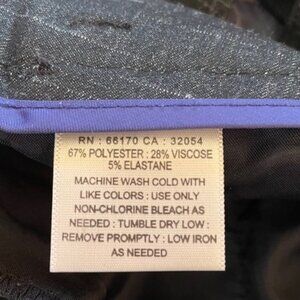 RN : 66170 CA : 32054
67% POLYESTER : 28% VISCOSE
5% ELASTANE
MACHINE WASH COLD WITH
LIKE COLORS : USE ONLY
NON-CHLORINE BLEACH AS
NEEDED : TUMBLE DRY LOW :
REMOVE PROMPTLY : LOW IRON
AS NEEDED